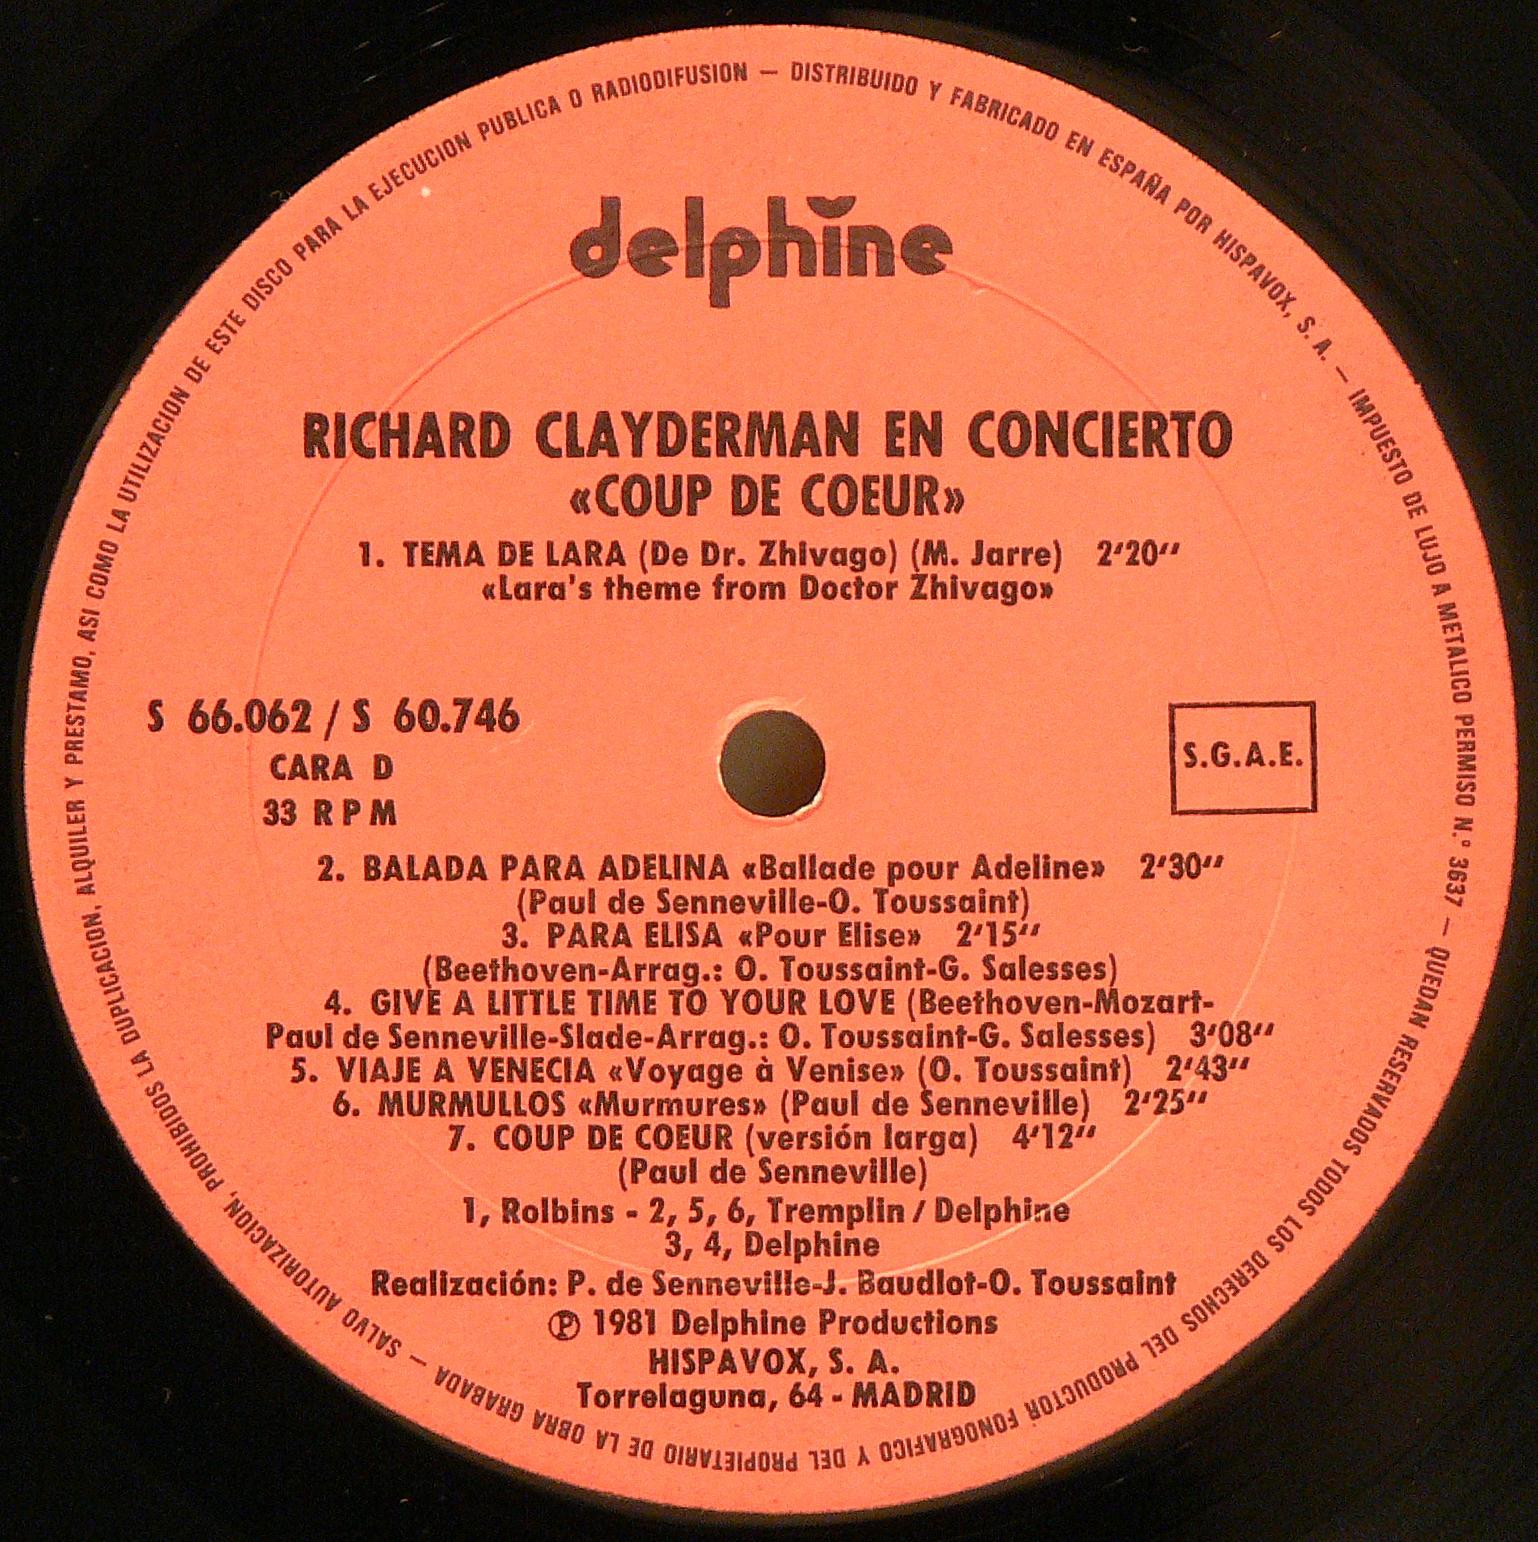 delphine
RICHARD CLAYDERMAN EN CONCIERTO
«COUP DE COEUR»
1. TEMA DE LARA (De Dr. Zhivago) (M. Jarre) 2'20''
«Lara's theme from Doctor Zhivago»
S 66.062 / S 60.746
CARA D
33 RPM
S.G.A.E.
2. BALADA PARA ADELINA «Ballade pour Adeline» 2'30''
(Paul de Senneville-O. Toussaint)
3. PARA ELISA «Pour Elise» 2'15''
(Beethoven-Arrag.: O. Toussaint-G. Salesses)
4. GIVE A LITTLE TIME TO YOUR LOVE (Beethoven-Mozart-
Paul de Senneville-Slade-Arrag.: O. Toussaint-G. Salesses) 3'08''
5. VIAJE A VENECIA «Voyage à Venise» (O. Toussaint) 2'43''
6. MURMULLOS «Murmures» (Paul de Senneville) 2'25''
7. COUP DE COEUR (versión larga) 4'12''
(Paul de Senneville)
1, Rolbins - 2, 5, 6, Tremplin / Delphine
3, 4, Delphine
Realización: P. de Senneville-J. Baudlot-O. Toussaint
℗ 1981 Delphine Productions
HISPAVOX, S. A.
Torrelaguna, 64 - MADRID
DISTRIBUIDO Y FABRICADO EN ESPAÑA POR HISPAVOX, S. A. — IMPUESTO DE LUJO A METALICO PERMISO N.º 3637 — QUEDAN RESERVADOS TODOS LOS DERECHOS DEL PRODUCTOR FONOGRAFICO Y DEL PROPIETARIO DE LA OBRA GRABADA — SALVO AUTORIZACION, PROHIBIDOS LA DUPLICACION, ALQUILER Y PRESTAMO, ASI COMO LA UTILIZACION DE ESTE DISCO PARA LA EJECUCION PUBLICA O RADIODIFUSION —